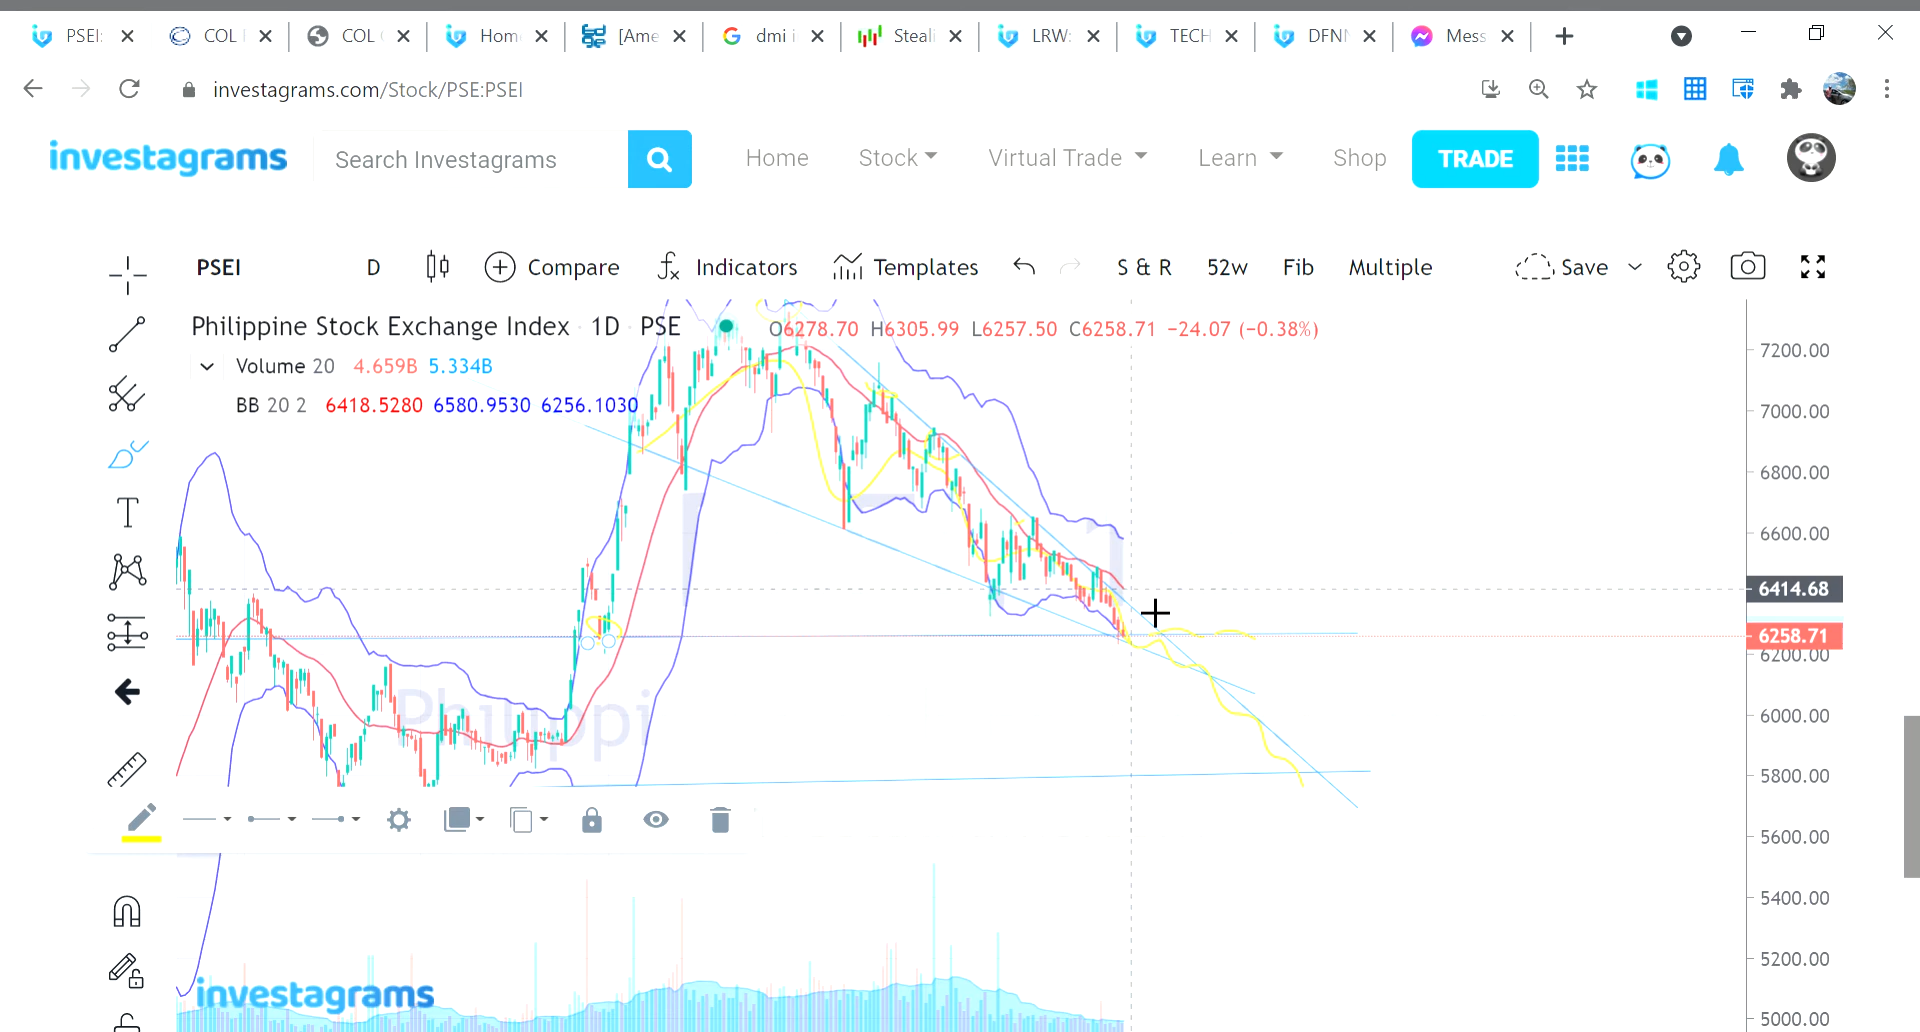 PSEI:
COL
COL
Hom
[Ame
dmi i
Steali
LRW:
TECH
DFNN
Mess
investagrams.com/Stock/PSE:PSEI
investagrams
Search Investagrams
Home
Stock
Virtual Trade
Learn
Shop
TRADE
PSEI
D
Compare
Indicators
Templates
S & R
52w
Fib
Multiple
Save
Philippine Stock Exchange Index · 1D · PSE
O6278.70 H6305.99 L6257.50 C6258.71 −24.07 (−0.38%)
Volume 20 4.659B 5.334B
BB 20 2 6418.5280 6580.9530 6256.1030
7200.00
7000.00
6800.00
6600.00
6414.68
6258.71
6200.00
6000.00
5800.00
5600.00
5400.00
5200.00
5000.00
T
Philippi
investagrams